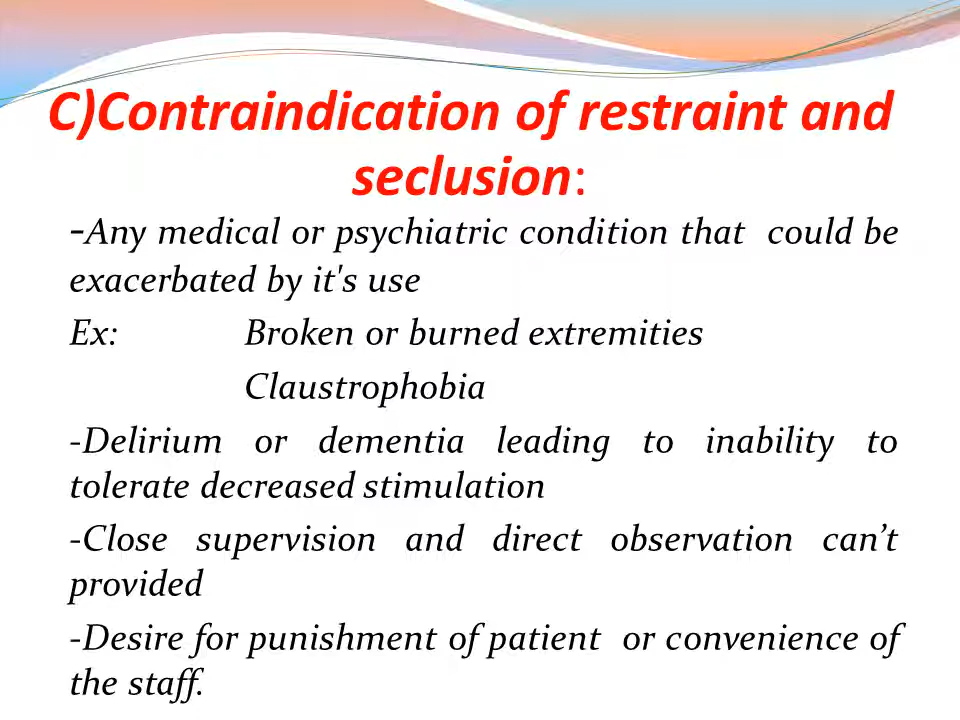 C)Contraindication of restraint and
seclusion:
-Any medical or psychiatric condition that could be
exacerbated by it's use
Ex: Broken or burned extremities
Claustrophobia
-Delirium or dementia leading to inability to
tolerate decreased stimulation
-Close supervision and direct observation can’t
provided
-Desire for punishment of patient or convenience of
the staff.